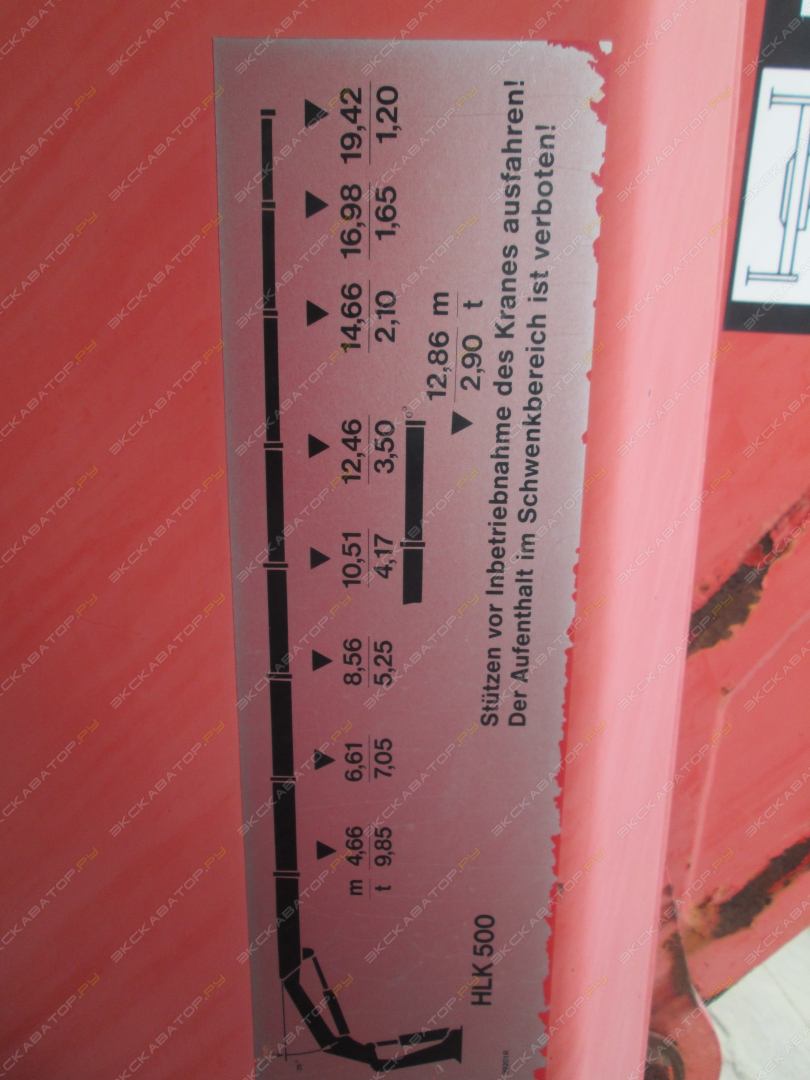 m 4,66 6,61 8,56 10,51 12,46 14,66 16,98 19,42
t 9,85 7,05 5,25 4,17 3,50 2,10 1,65 1,20
12,86 m
2,90 t
HLK 500
Stützen vor Inbetriebnahme des Kranes ausfahren!
Der Aufenthalt im Schwenkbereich ist verboten!
ЭКСКАВАТОР.РУ